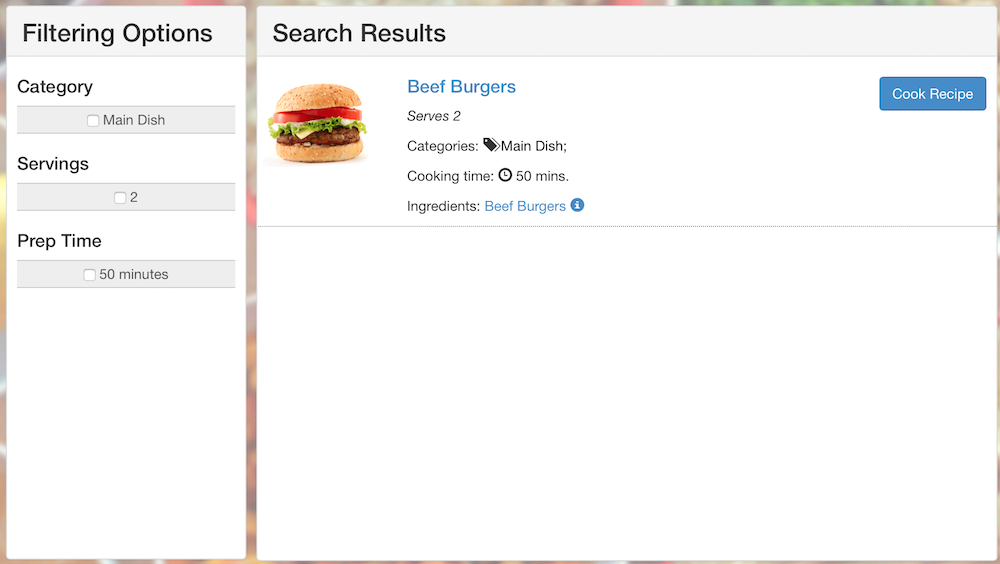 Filtering Options
Category
Main Dish
Servings
2
Prep Time
50 minutes
Search Results
Beef Burgers
Cook Recipe
Serves 2
Categories: Main Dish;
Cooking time: 50 mins.
Ingredients: Beef Burgers